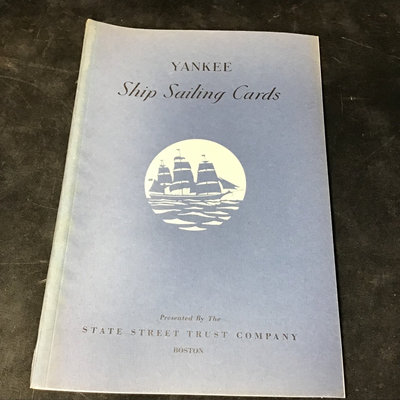 YANKEE
Ship Sailing Cards
Presented By The
STATE STREET TRUST COMPANY
BOSTON